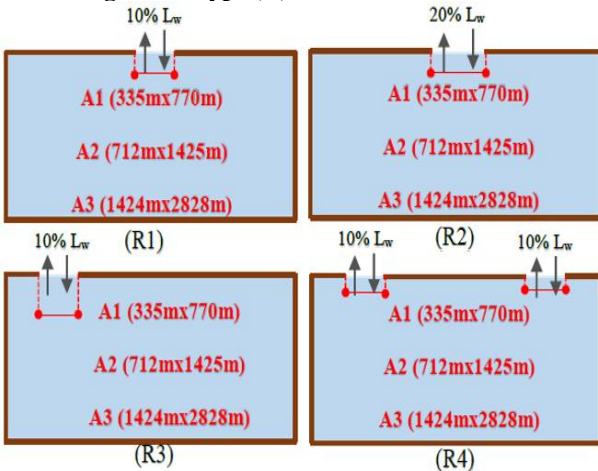 10% Lw
A1 (335mx770m)
A2 (712mx1425m)
A3 (1424mx2828m)
(R1)
20% Lw
A1 (335mx770m)
A2 (712mx1425m)
A3 (1424mx2828m)
(R2)
10% Lw
A1 (335mx770m)
A2 (712mx1425m)
A3 (1424mx2828m)
(R3)
10% Lw
10% Lw
A1 (335mx770m)
A2 (712mx1425m)
A3 (1424mx2828m)
(R4)